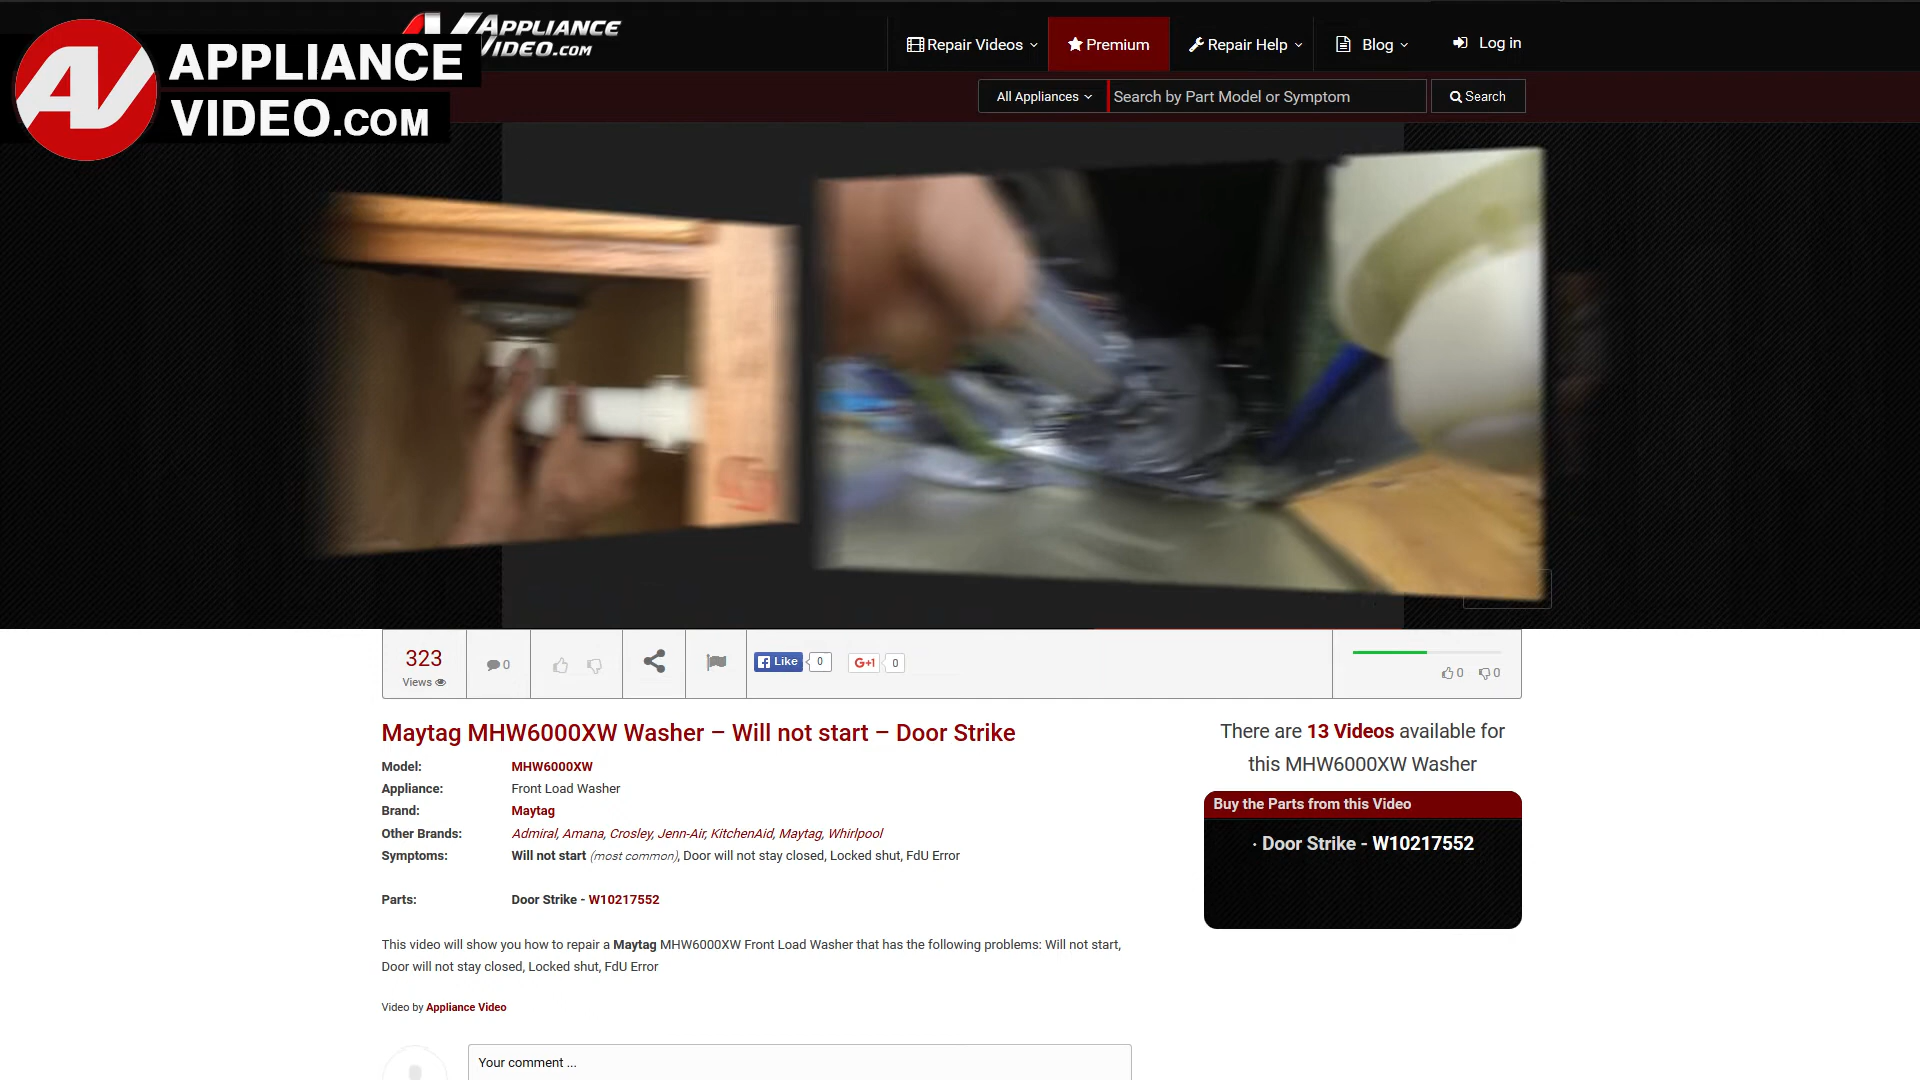 APPLIANCE
VIDEO.COM
APPLIANCE
VIDEO.COM
Repair Videos
Premium
Repair Help
Blog
Log in
All Appliances
Search by Part Model or Symptom
Search
323
Views
0
Like
0
G+1
0
0
0
Maytag MHW6000XW Washer – Will not start – Door Strike
Model: MHW6000XW
Appliance: Front Load Washer
Brand: Maytag
Other Brands: Admiral, Amana, Crosley, Jenn-Air, KitchenAid, Maytag, Whirlpool
Symptoms: Will not start (most common), Door will not stay closed, Locked shut, FdU Error
Parts: Door Strike - W10217552
This video will show you how to repair a Maytag MHW6000XW Front Load Washer that has the following problems: Will not start,
Door will not stay closed, Locked shut, FdU Error
Video by Appliance Video
Your comment ...
There are 13 Videos available for
this MHW6000XW Washer
Buy the Parts from this Video
· Door Strike - W10217552